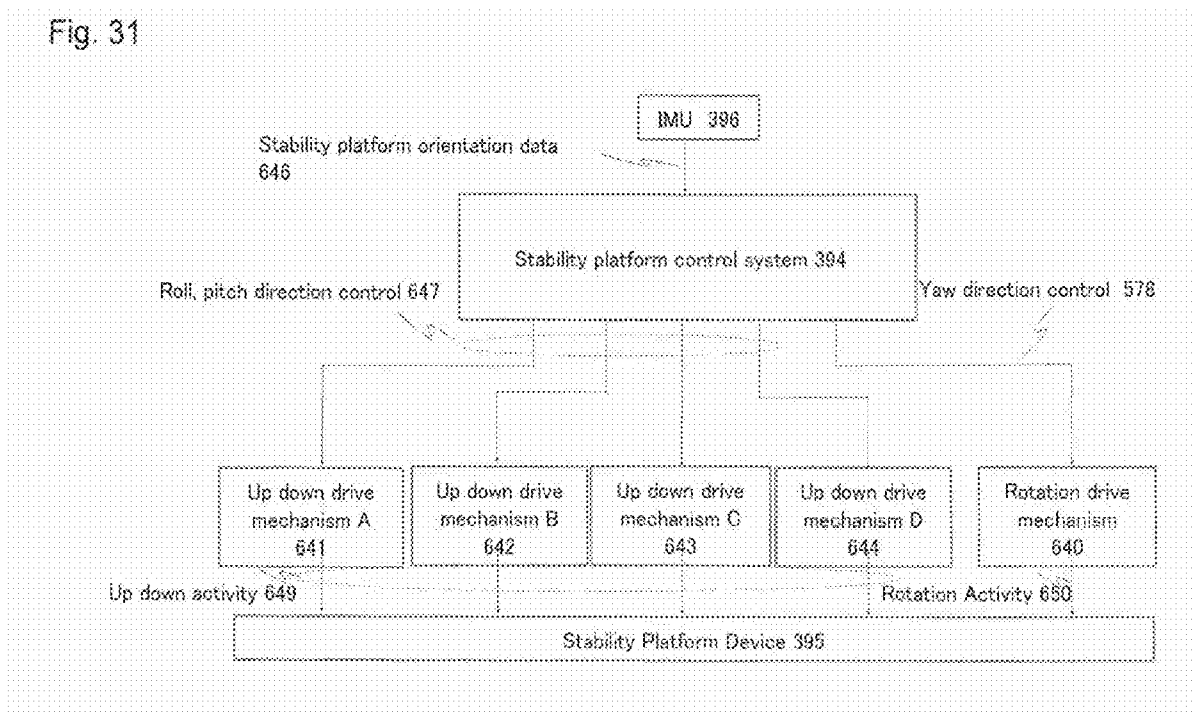 Fig. 31
IMU 396
Stability platform orientation data
646
Stability platform control system 394
Roll, pitch direction control 647
Yaw direction control 578
Up down drive
mechanism A
641
Up down drive
mechanism B
642
Up down drive
mechanism C
643
Up down drive
mechanism D
644
Rotation drive
mechanism
640
Up down activity 649
Rotation Activity 650
Stability Platform Device 395